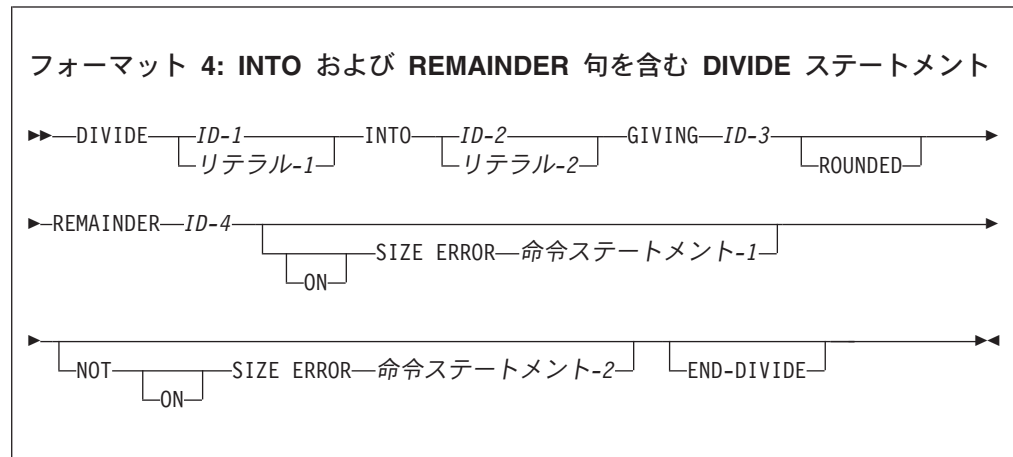 フォーマット 4: INTO および REMAINDER 句を含む DIVIDE ステートメント
DIVIDE ID-1 INTO ID-2 GIVING ID-3
リテラル-1 リテラル-2 ROUNDED
REMAINDER ID-4
SIZE ERROR 命令ステートメント-1
ON
NOT SIZE ERROR 命令ステートメント-2 END-DIVIDE
ON